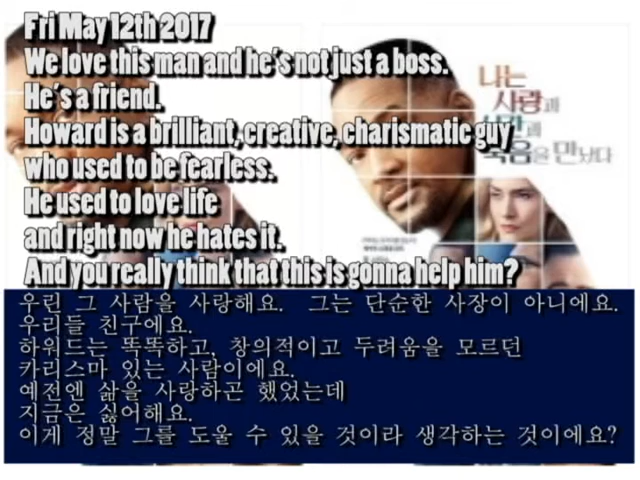 Fri May 12th 2017
We love this man and he's not just a boss.
He's a friend.
Howard is a brilliant, creative, charismatic guy
who used to be fearless.
He used to love life
and right now he hates it.
And you really think that this is gonna help him?
나는
사랑과
시간과
죽음을 만났다
우린 그 사람을 사랑해요. 그는 단순한 사장이 아니에요.
우리들 친구에요.
하워드는 똑똑하고, 창의적이고 두려움을 모르던
카리스마 있는 사람이에요.
예전엔 삶을 사랑하곤 했었는데
지금은 싫어해요.
이게 정말 그를 도울 수 있을 것이라 생각하는 것이에요?